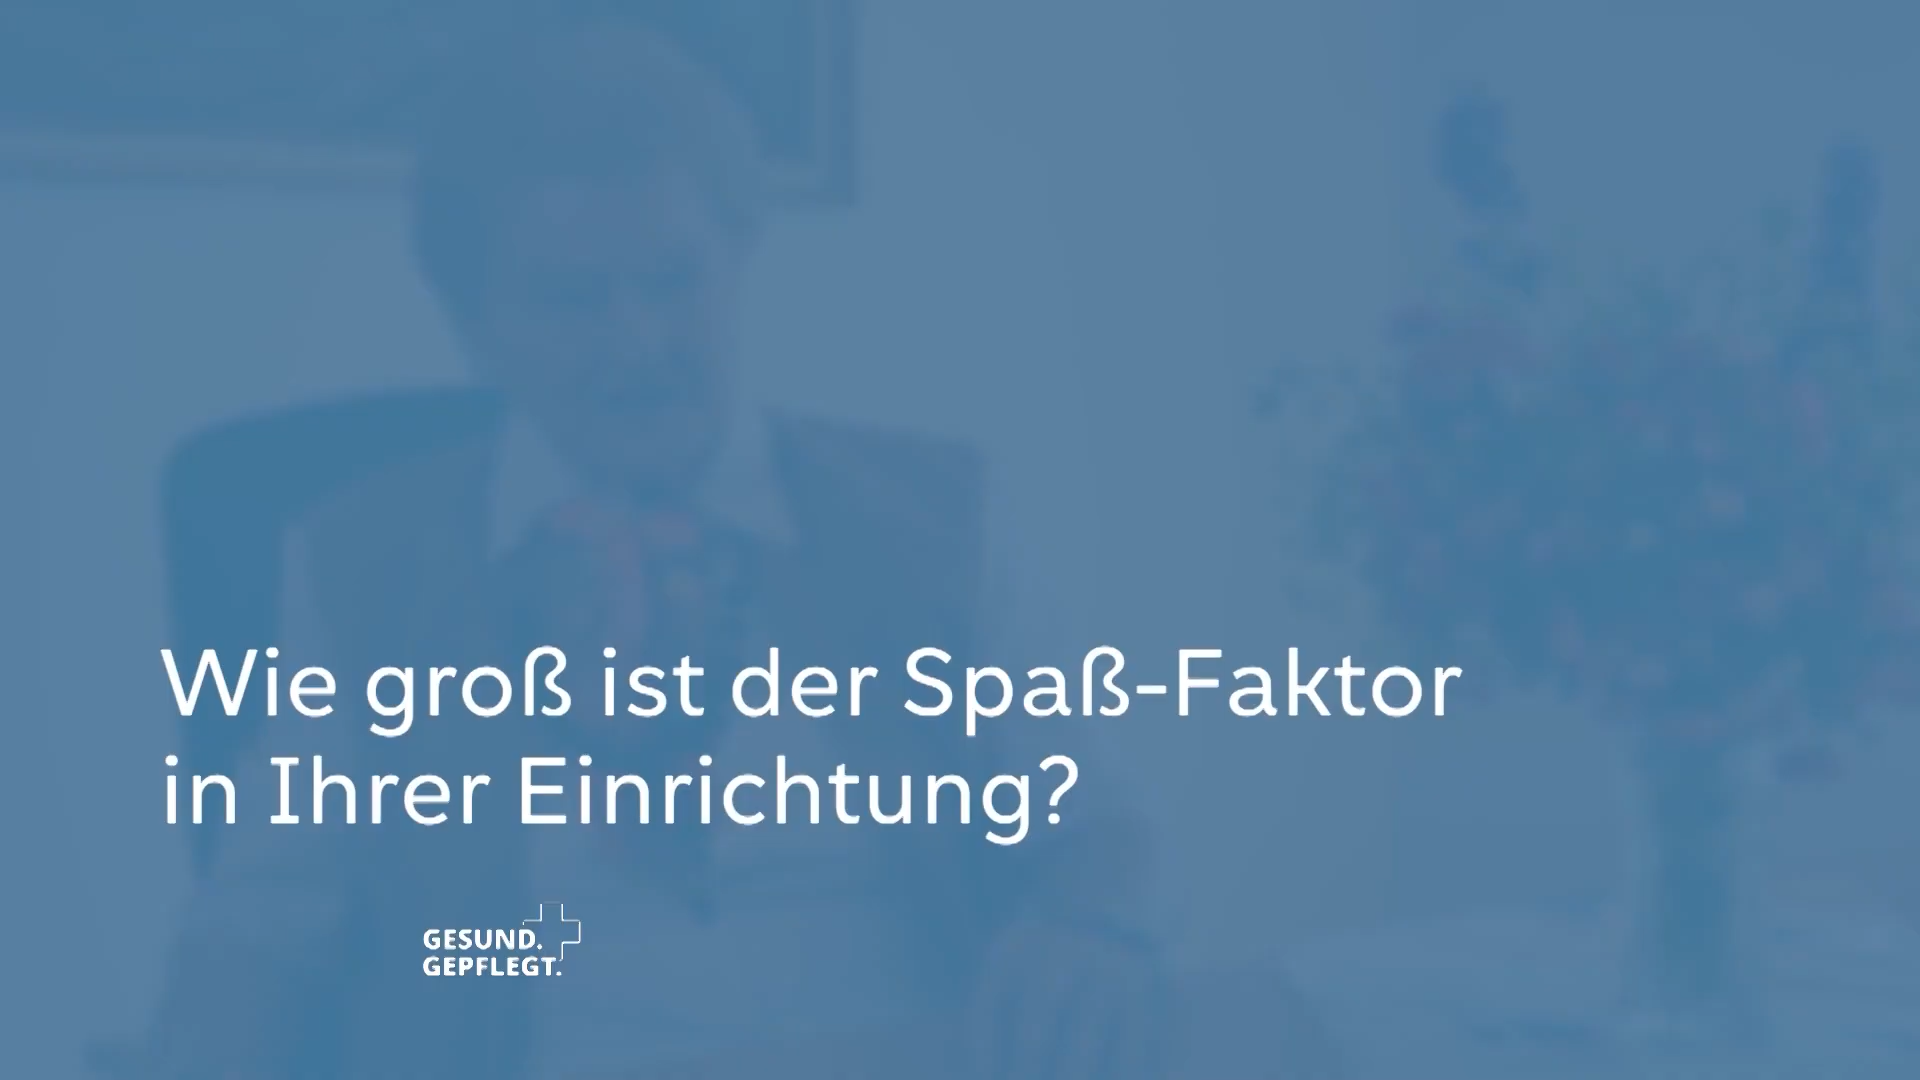 Wie groß ist der Spaß-Faktor
in Ihrer Einrichtung?
GESUND.
GEPFLEGT.